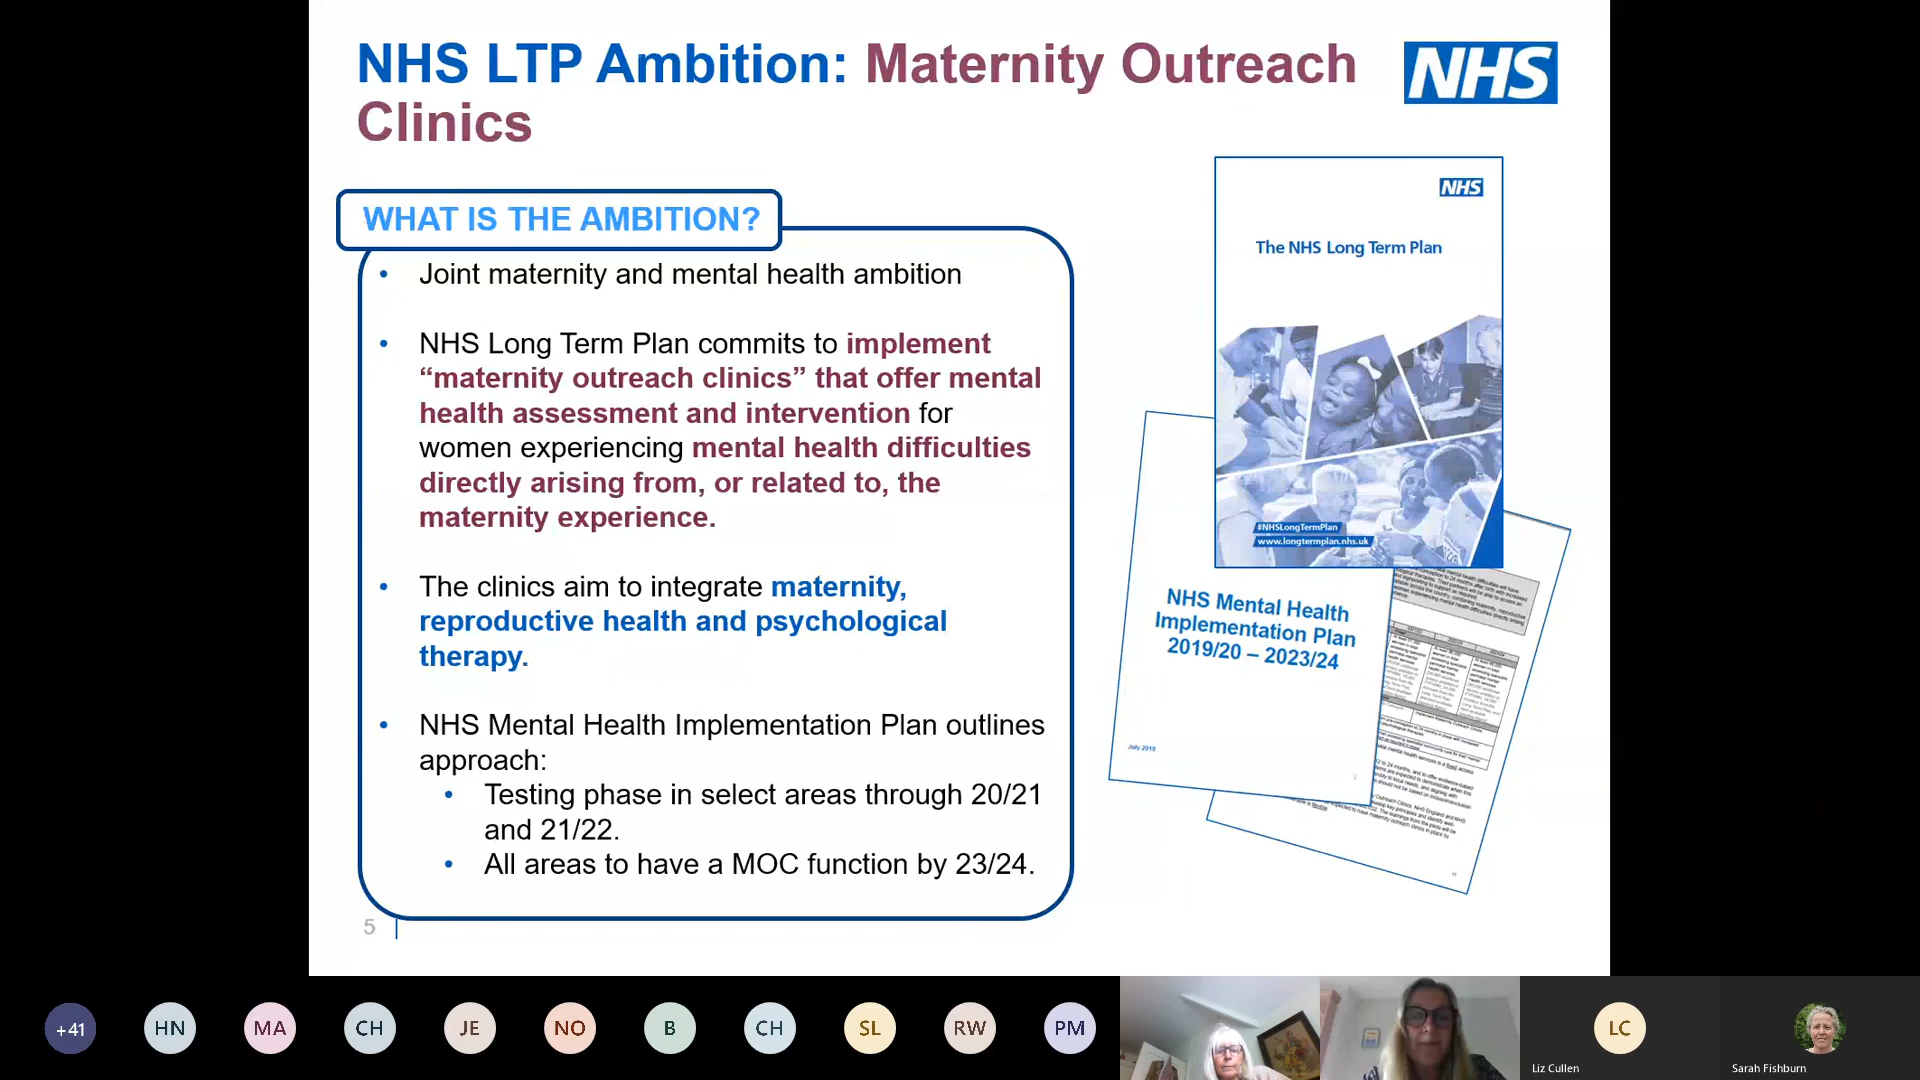 NHS LTP Ambition: Maternity Outreach
Clinics
NHS
WHAT IS THE AMBITION?
• Joint maternity and mental health ambition
• NHS Long Term Plan commits to implement
“maternity outreach clinics” that offer mental
health assessment and intervention for
women experiencing mental health difficulties
directly arising from, or related to, the
maternity experience.
• The clinics aim to integrate maternity,
reproductive health and psychological
therapy.
• NHS Mental Health Implementation Plan outlines
approach:
• Testing phase in select areas through 20/21
and 21/22.
• All areas to have a MOC function by 23/24.
5
NHS
The NHS Long Term Plan
#NHSLongTermPlan
www.longtermplan.nhs.uk
NHS Mental Health
Implementation Plan
2019/20 – 2023/24
July 2019
+41
HN
MA
CH
JE
NO
B
CH
SL
RW
PM
LC
Liz Cullen
Sarah Fishburn